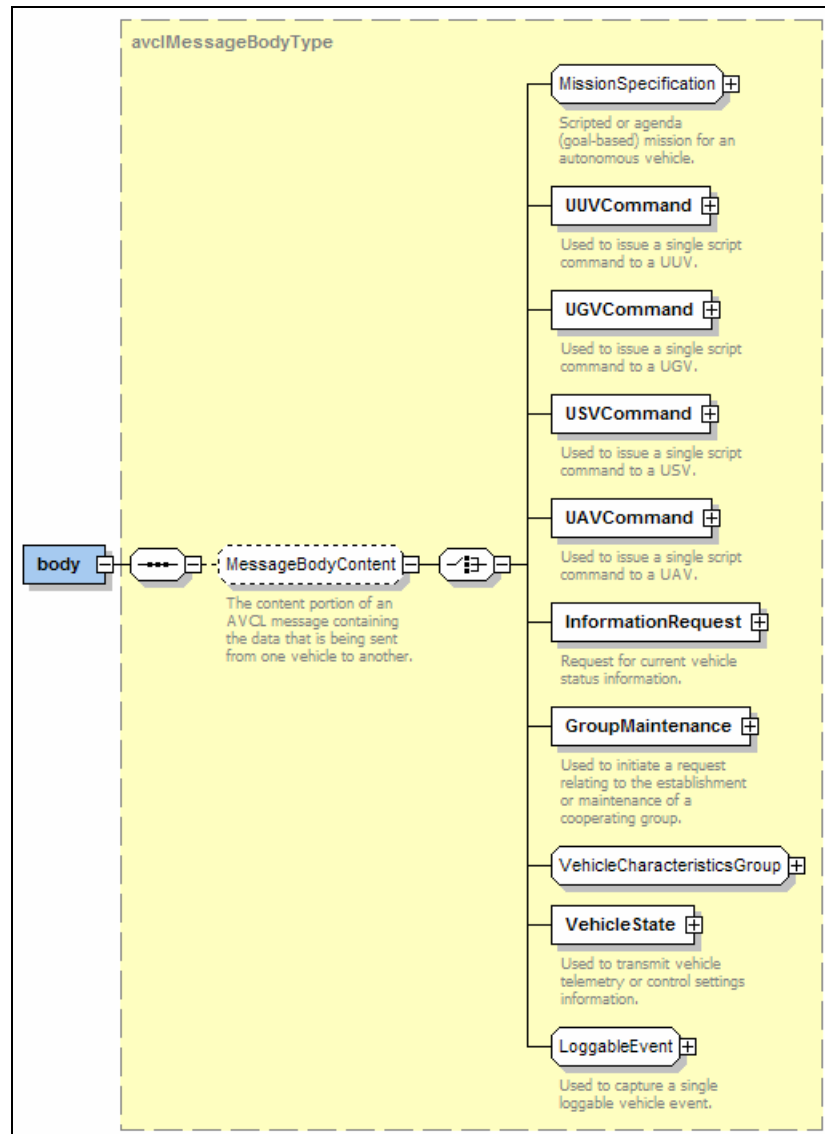 avclMessageBodyType
MissionSpecification
Scripted or agenda
(goal-based) mission for an
autonomous vehicle.
UUVCommand
Used to issue a single script
command to a UUV.
UGVCommand
Used to issue a single script
command to a UGV.
USVCommand
Used to issue a single script
command to a USV.
UAVCommand
Used to issue a single script
command to a UAV.
body
MessageBodyContent
The content portion of an
AVCL message containing
the data that is being sent
from one vehicle to another.
InformationRequest
Request for current vehicle
status information.
GroupMaintenance
Used to initiate a request
relating to the establishment
or maintenance of a
cooperating group.
VehicleCharacteristicsGroup
VehicleState
Used to transmit vehicle
telemetry or control settings
information.
LoggableEvent
Used to capture a single
loggable vehicle event.